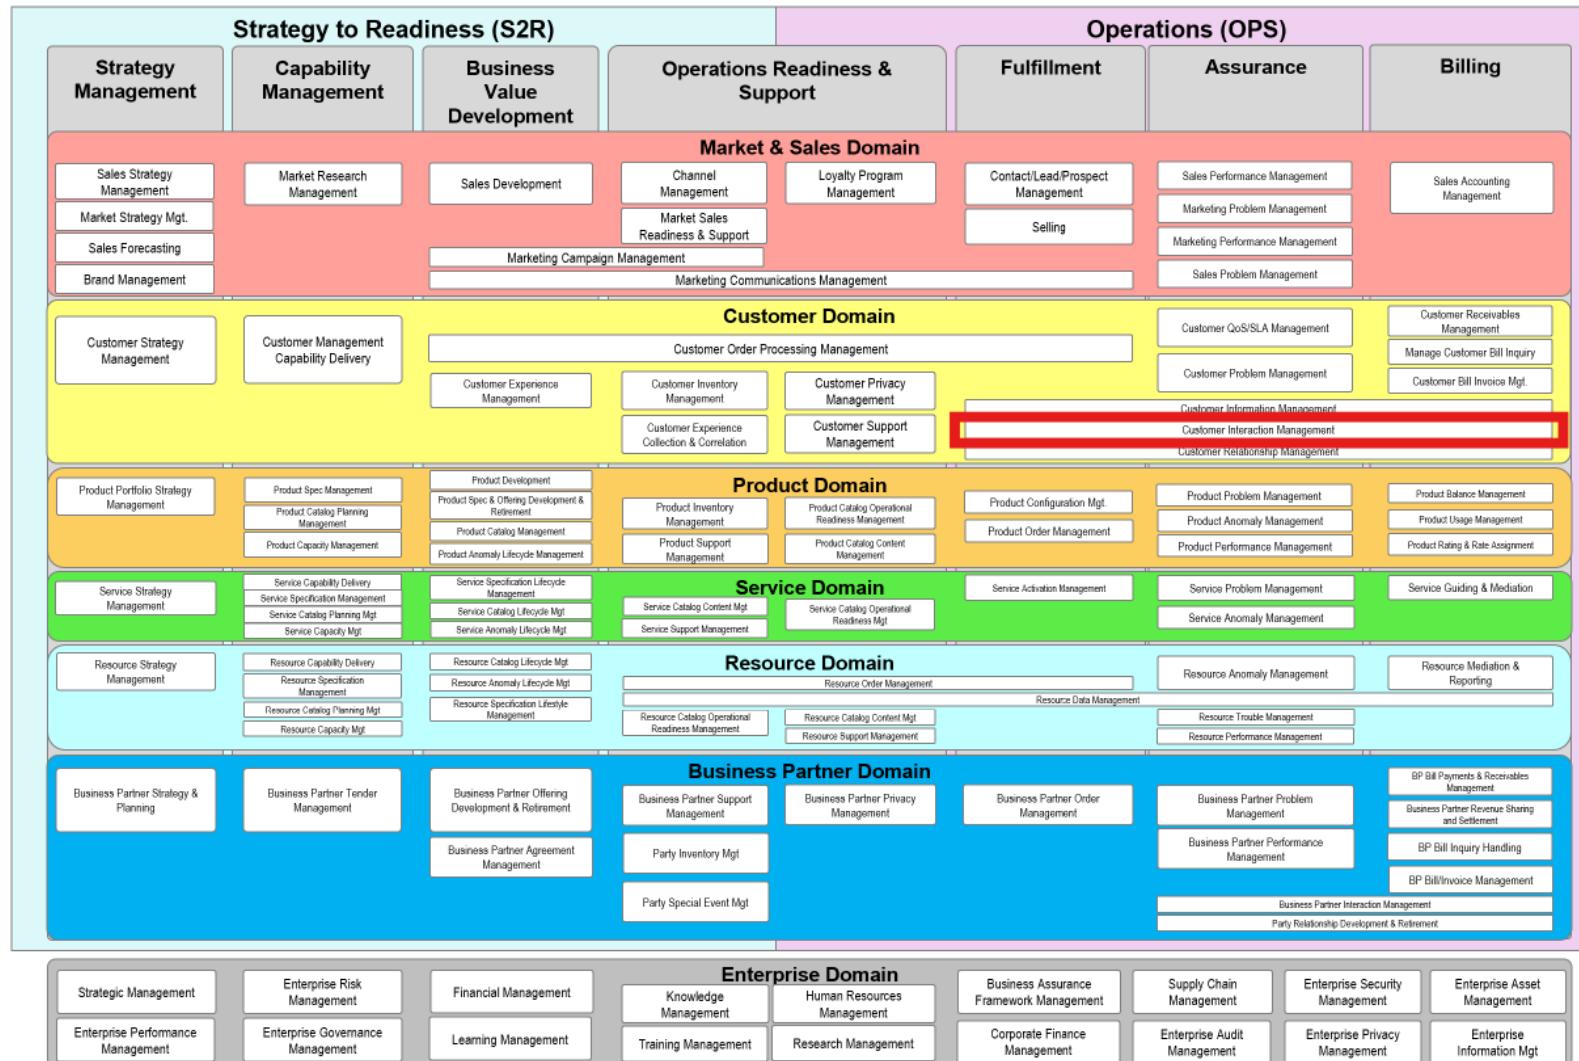 Strategy to Readiness (S2R)
Operations (OPS)
Strategy
Management
Capability
Management
Business
Value
Development
Operations Readiness &
Support
Fulfillment
Assurance
Billing
Market & Sales Domain
Sales Strategy
Management
Market Strategy Mgt.
Sales Forecasting
Brand Management
Market Research
Management
Sales Development
Channel
Management
Loyalty Program
Management
Market Sales
Readiness & Support
Marketing Campaign Management
Marketing Communications Management
Contact/Lead/Prospect
Management
Selling
Sales Performance Management
Marketing Problem Management
Marketing Performance Management
Sales Problem Management
Sales Accounting
Management
Customer Domain
Customer Strategy
Management
Customer Management
Capability Delivery
Customer Order Processing Management
Customer Experience
Management
Customer Inventory
Management
Customer Privacy
Management
Customer Experience
Collection & Correlation
Customer Support
Management
Customer QoS/SLA Management
Customer Problem Management
Customer Receivables
Management
Manage Customer Bill Inquiry
Customer Bill Invoice Mgt.
Customer Information Management
Customer Interaction Management
Customer Relationship Management
Product Domain
Product Portfolio Strategy
Management
Product Spec Management
Product Catalog Planning
Management
Product Capacity Management
Product Development
Product Spec & Offering Development &
Retirement
Product Catalog Management
Product Anomaly Lifecycle Management
Product Inventory
Management
Product Catalog Operational
Readiness Management
Product Support
Management
Product Catalog Content
Management
Product Configuration Mgt.
Product Order Management
Product Problem Management
Product Anomaly Management
Product Performance Management
Product Balance Management
Product Usage Management
Product Rating & Rate Assignment
Service Domain
Service Strategy
Management
Service Capability Delivery
Service Specification Management
Service Catalog Planning Mgt
Service Capacity Mgt
Service Specification Lifecycle
Management
Service Catalog Lifecycle Mgt
Service Anomaly Lifecycle Mgt
Service Catalog Content Mgt
Service Support Management
Service Catalog Operational
Readiness Mgt
Service Activation Management
Service Problem Management
Service Anomaly Management
Service Guiding & Mediation
Resource Domain
Resource Strategy
Management
Resource Capability Delivery
Resource Specification
Management
Resource Catalog Planning Mgt
Resource Capacity Mgt
Resource Catalog Lifecycle Mgt
Resource Anomaly Lifecycle Mgt
Resource Specification Lifestyle
Management
Resource Order Management
Resource Data Management
Resource Catalog Operational
Readiness Management
Resource Catalog Content Mgt
Resource Support Management
Resource Anomaly Management
Resource Trouble Management
Resource Performance Management
Resource Mediation &
Reporting
Business Partner Domain
Business Partner Strategy &
Planning
Business Partner Tender
Management
Business Partner Offering
Development & Retirement
Business Partner Agreement
Management
Business Partner Support
Management
Business Partner Privacy
Management
Party Inventory Mgt
Party Special Event Mgt
Business Partner Order
Management
Business Partner Problem
Management
Business Partner Performance
Management
BP Bill Payments & Receivables
Management
Business Partner Revenue Sharing
and Settlement
BP Bill Inquiry Handling
BP Bill/Invoice Management
Business Partner Interaction Management
Party Relationship Development & Retirement
Enterprise Domain
Strategic Management
Enterprise Risk
Management
Financial Management
Knowledge
Management
Human Resources
Management
Business Assurance
Framework Management
Supply Chain
Management
Enterprise Security
Management
Enterprise Asset
Management
Enterprise Performance
Management
Enterprise Governance
Management
Learning Management
Training Management
Research Management
Corporate Finance
Management
Enterprise Audit
Management
Enterprise Privacy
Management
Enterprise
Information Mgt